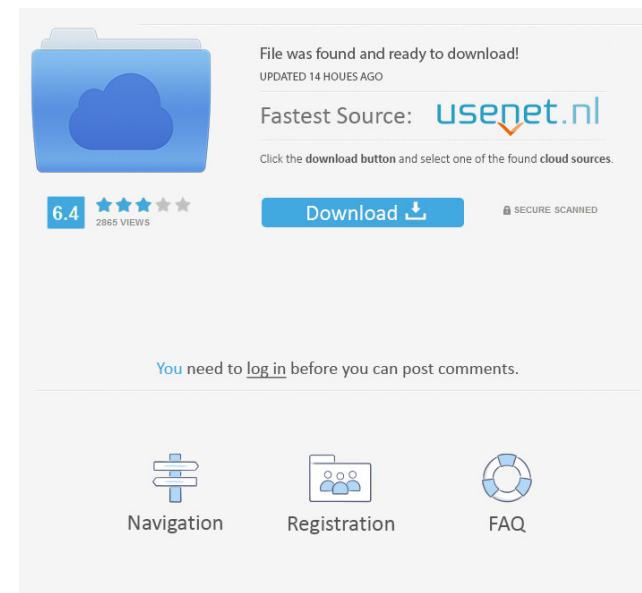 File was found and ready to download!
UPDATED 14 HOUES AGO
Fastest Source: usenet.nl
Click the download button and select one of the found cloud sources.
6.4
2865 VIEWS
Download
SECURE SCANNED
You need to log in before you can post comments.
Navigation
Registration
FAQ